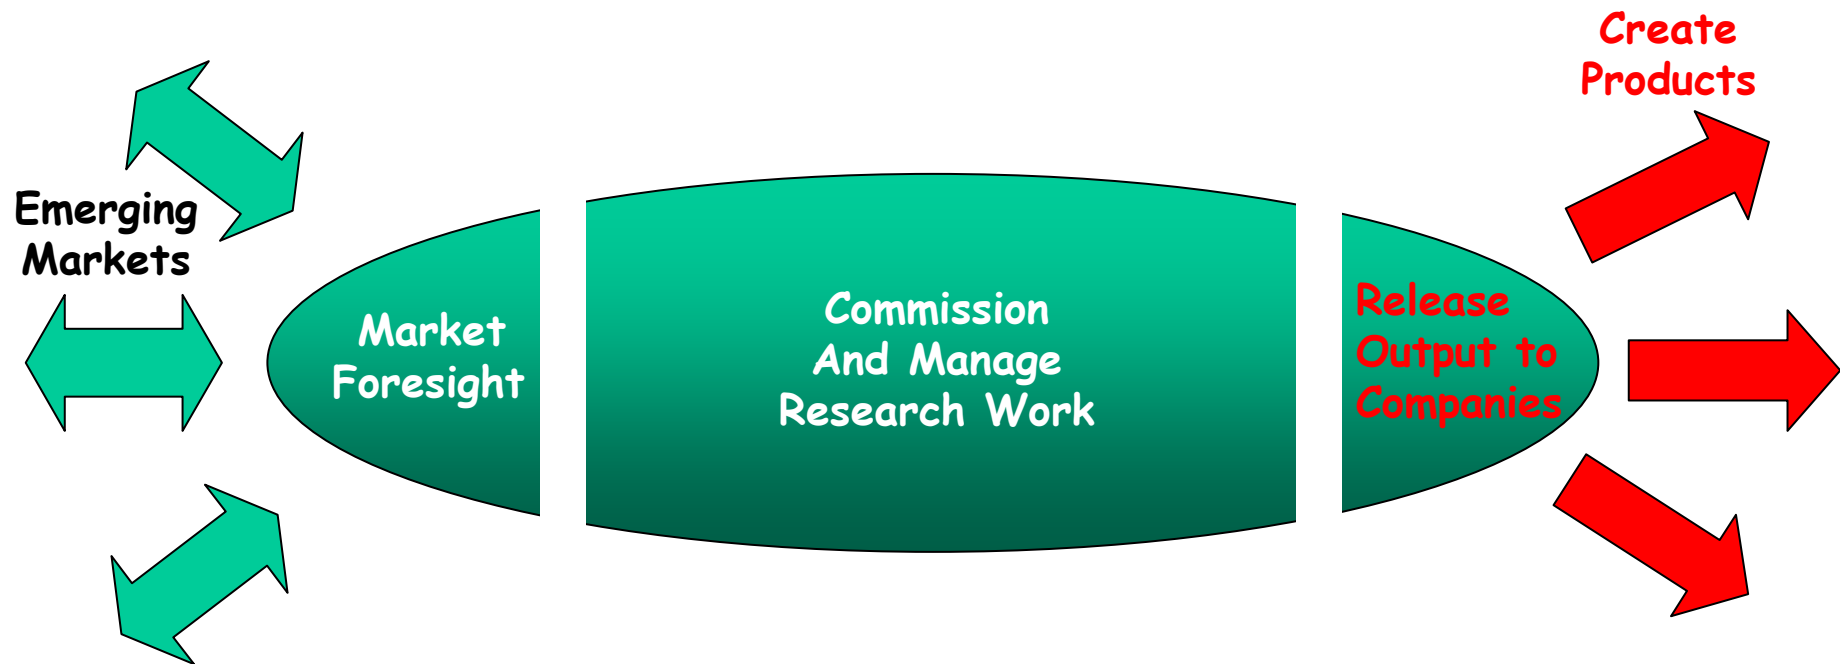 Emerging
Markets
Market
Foresight
Commission
And Manage
Research Work
Release
Output to
Companies
Create
Products